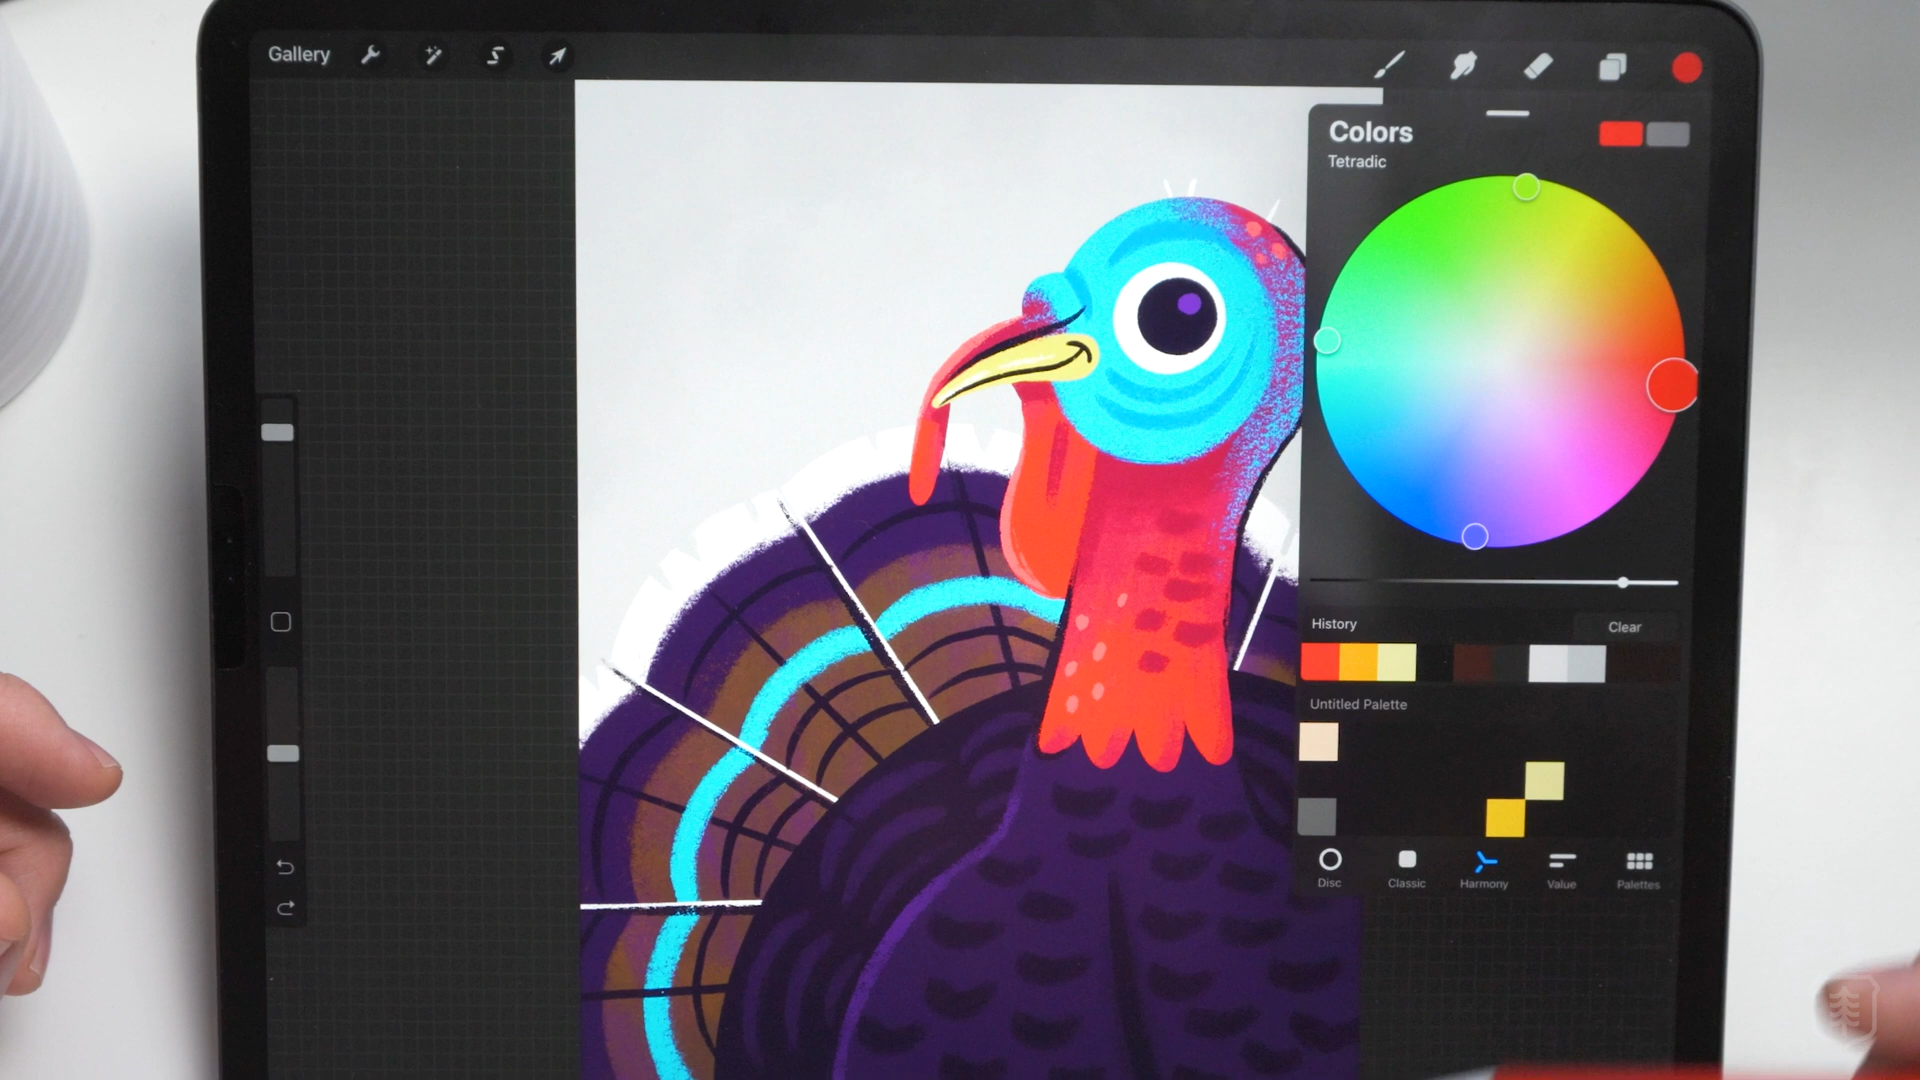 Gallery
Colors
Tetradic
History
Clear
Untitled Palette
Disc
Classic
Harmony
Value
Palettes